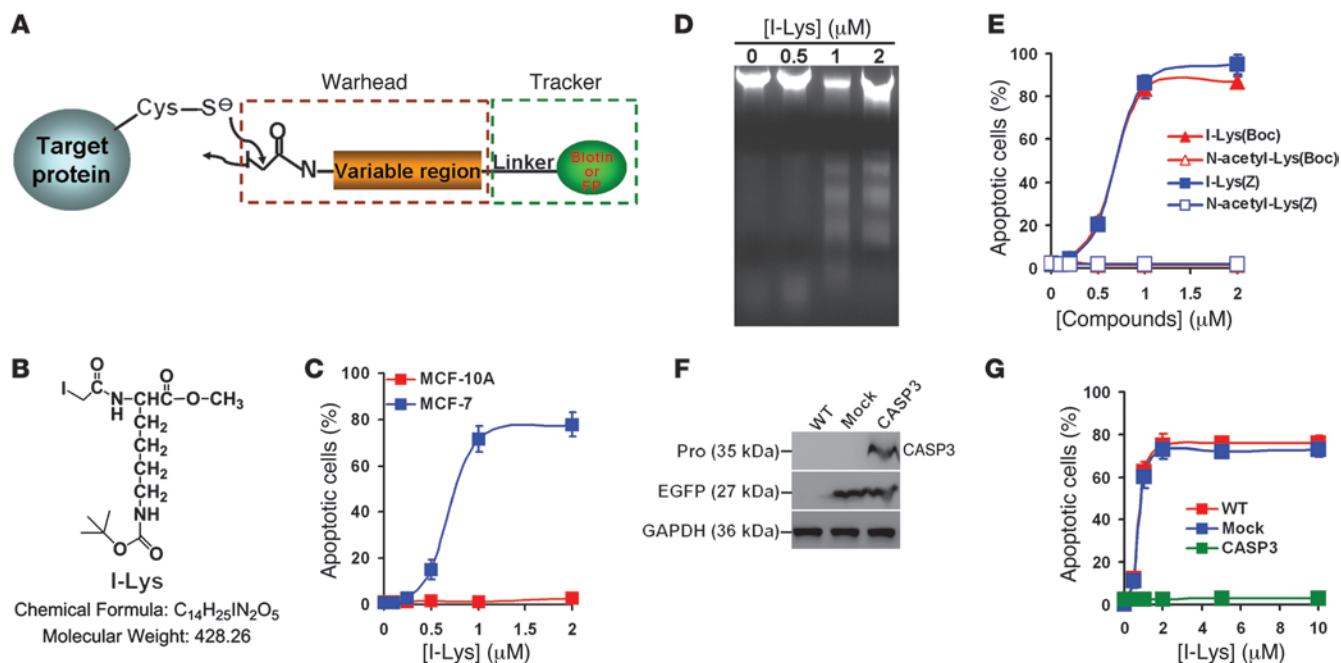 A
Warhead
Tracker
Cys—S⊖
Target
protein
I
O
N
Variable region
Linker
Biotin
or
FP
B
O
I
C
N
H
CHC—O—CH₃
O
CH₂
CH₂
CH₂
CH₂
NH
O
O
I-Lys
Chemical Formula: C₁₄H₂₅IN₂O₅
Molecular Weight: 428.26
C
MCF-10A
MCF-7
Apoptotic cells (%)
100
80
60
40
20
0
0 0.5 1 1.5 2
[I-Lys] (μM)
D
[I-Lys] (μM)
0 0.5 1 2
E
Apoptotic cells (%)
100
80
60
40
20
0
I-Lys(Boc)
N-acetyl-Lys(Boc)
I-Lys(Z)
N-acetyl-Lys(Z)
0 0.5 1 1.5 2
[Compounds] (μM)
F
WT Mock CASP3
Pro (35 kDa) CASP3
EGFP (27 kDa)
GAPDH (36 kDa)
G
Apoptotic cells (%)
100
80
60
40
20
0
WT
Mock
CASP3
0 2 4 6 8 10
[I-Lys] (μM)